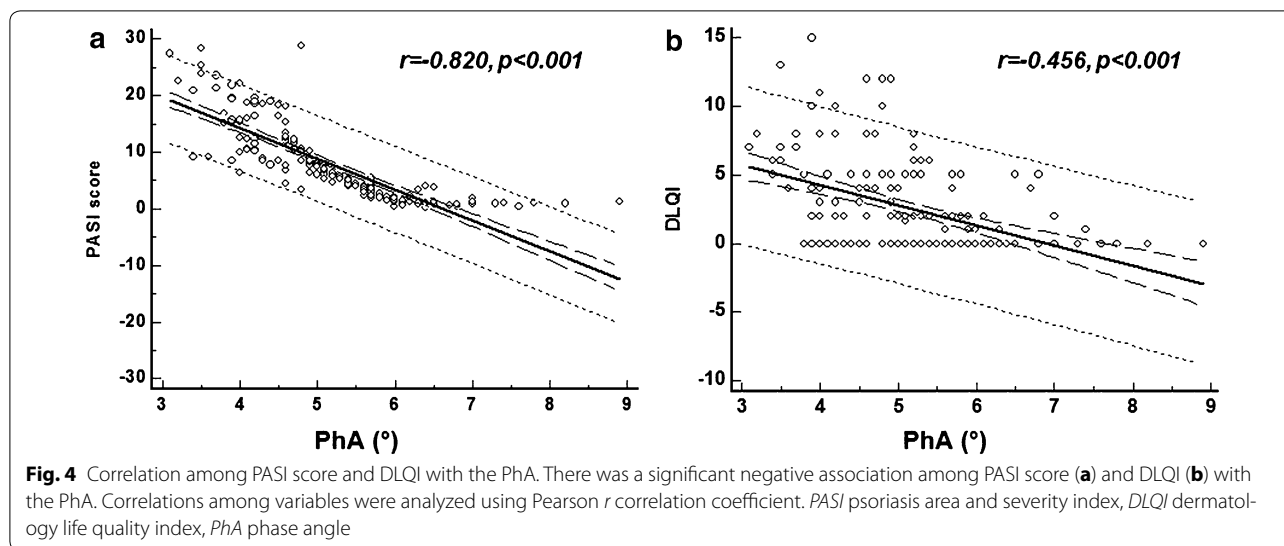 a
r=-0.820, p<0.001
PASI score
30
20
10
0
-10
-20
-30
3 4 5 6 7 8 9
PhA (°)
b
r=-0.456, p<0.001
DLQI
15
10
5
0
-5
-10
3 4 5 6 7 8 9
PhA (°)
Fig. 4 Correlation among PASI score and DLQI with the PhA. There was a significant negative association among PASI score (a) and DLQI (b) with
the PhA. Correlations among variables were analyzed using Pearson r correlation coefficient. PASI psoriasis area and severity index, DLQI dermatol-
ogy life quality index, PhA phase angle